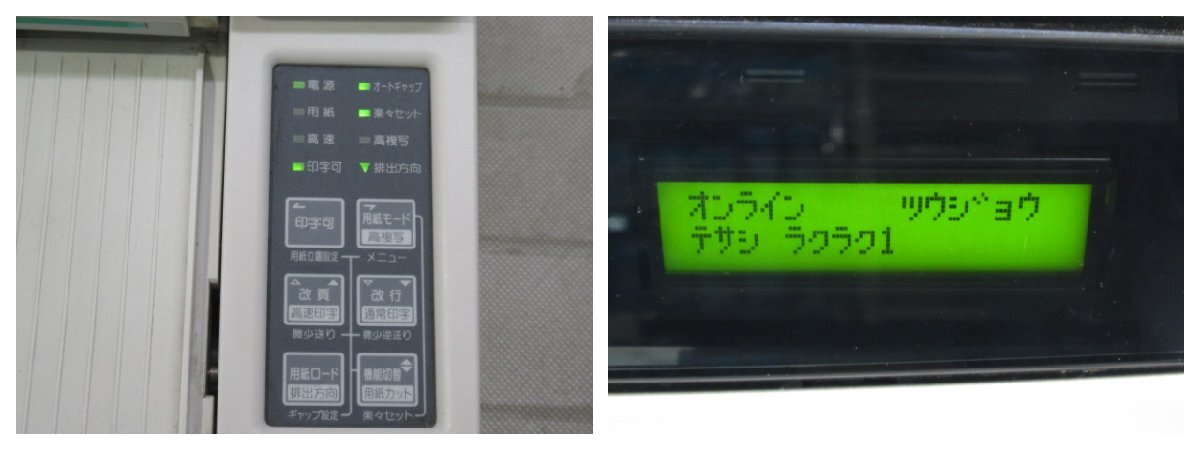 電源 オートギャップ
用紙 楽々セット
高速 高複写
印字可 排出方向
印字可 用紙モード
高複写
用紙位置設定 メニュー
改頁 改行
高速印字 通常印字
微少送り 微少逆送り
用紙ロード 機能切替
排出方向 用紙カット
ギャップ設定 楽々セット
オンライン ツウジョウ
テサシ ラクラク1